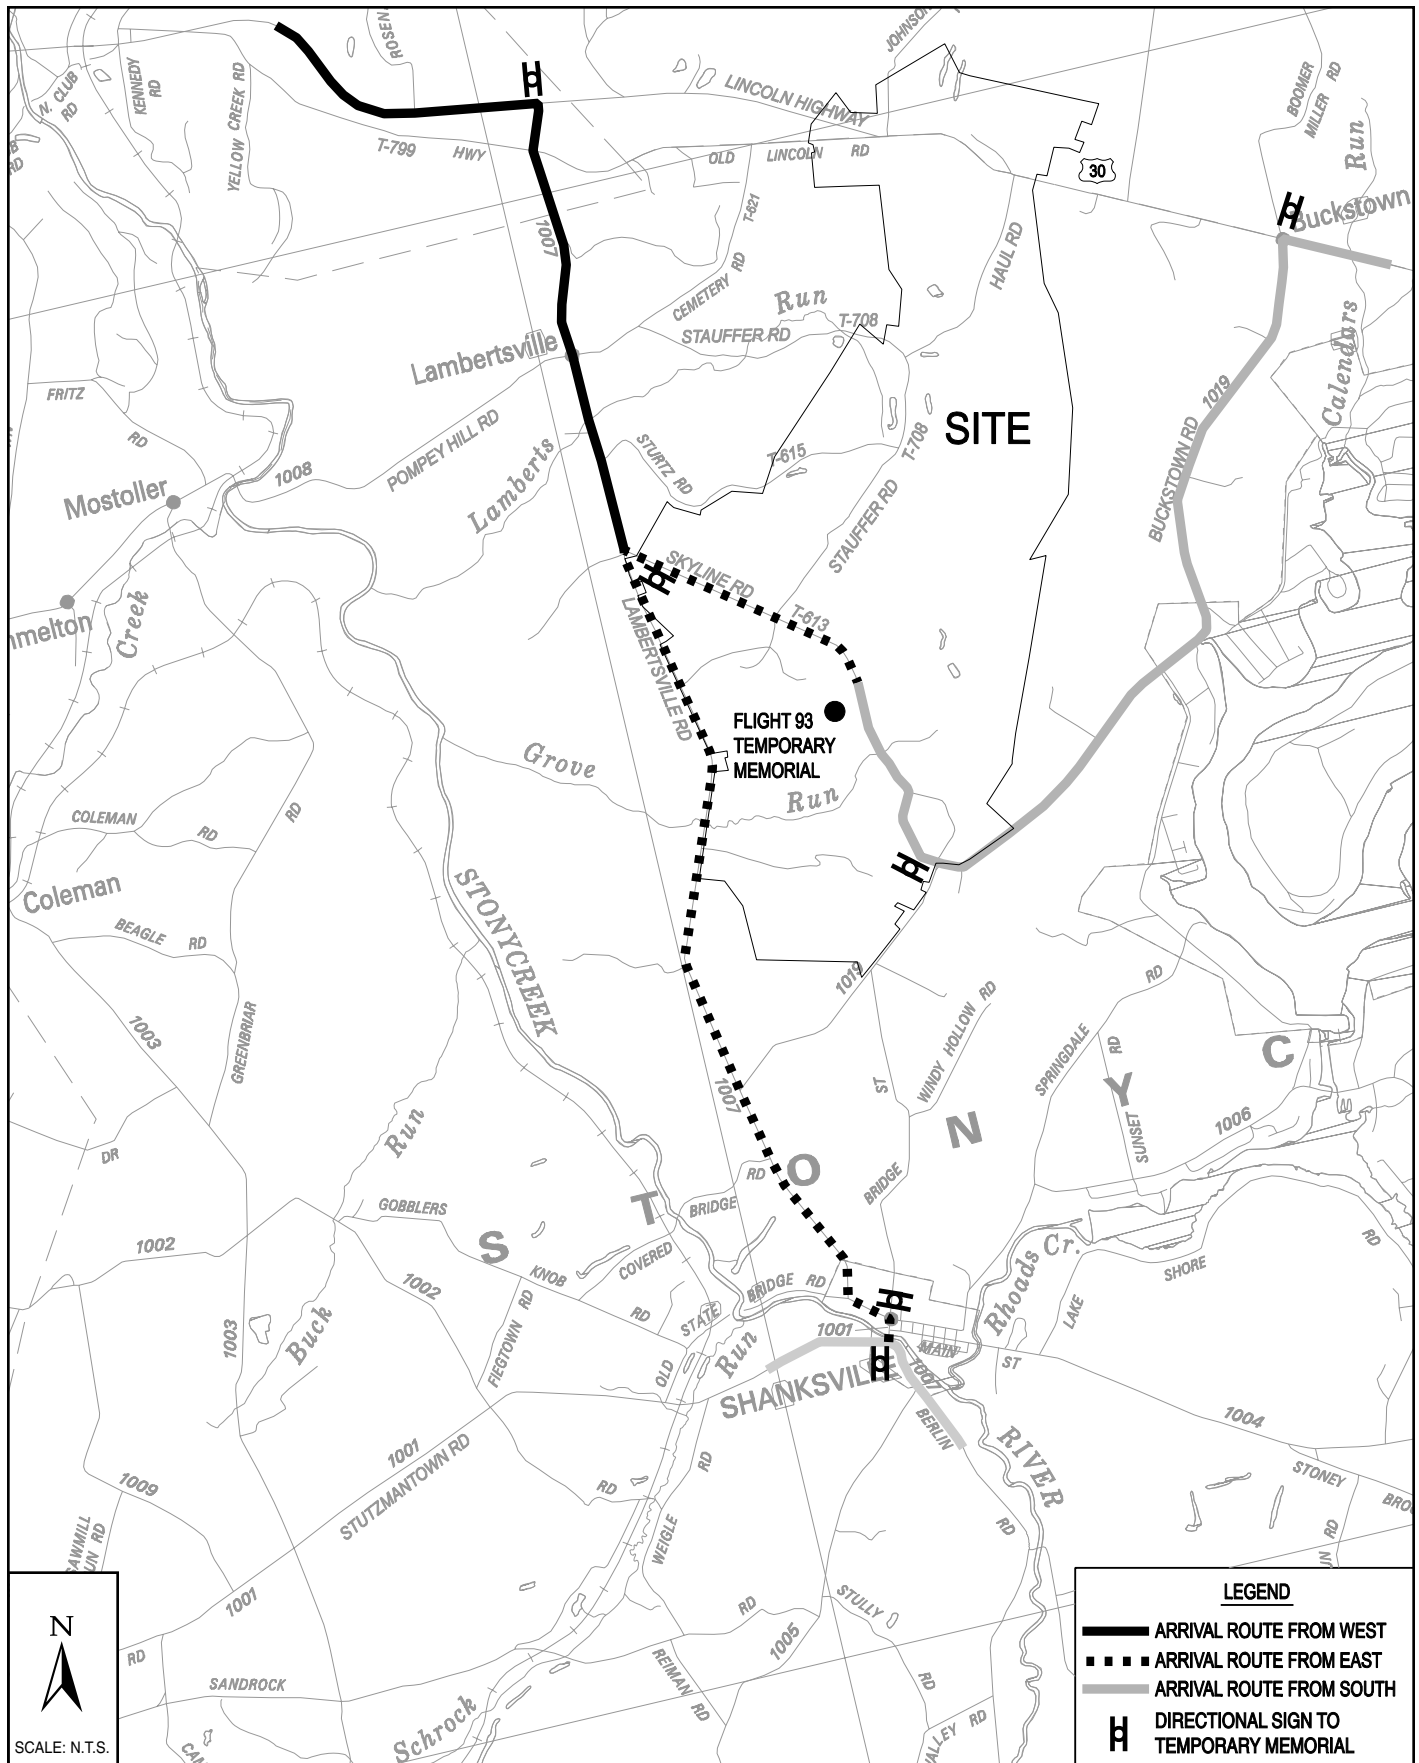 ROSEN
JOHNSON
N. CLUB
RD
KENNEDY
RD
YELLOW CREEK RD
LINCOLN HIGHWAY
BOOMER
MILLER RD
Run
T-799 HWY
OLD LINCOLN RD
30
Buckstown
T-621
1007
HAUL RD
CEMETERY RD
Run
T-708
STAUFFER RD
Lambertsville
Calendars
FRITZ
RD
POMPEY HILL RD
1008
Lamberts
STURTZ RD
T-615
T-708
SITE
1019
BUCKSTOWN RD
Mostoller
STAUFFER RD
SKYLINE RD
T-613
mmelton
Creek
LAMBERTSVILLE RD
FLIGHT 93
TEMPORARY
MEMORIAL
Grove
Run
COLEMAN
RD
RD
Coleman
BEAGLE RD
STONYCREEK
1019
RD
1003
GREENBRIAR
WINDY HOLLOW RD
SPRINGDALE
RD
C
Y
ST
1007
SUNSET
1006
N
DR
Run
RD
O
BRIDGE
BRIDGE
T
GOBBLERS
S
1002
1002
KNOB
RD
COVERED
BRIDGE RD
Rhoads Cr.
SHORE
RD
LAKE
Buck
1003
FIEGTOWN RD
STATE
OLD
Run
1001
MAIN
ST
SHANKSVILLE
1007
BERLIN
1004
1001
STUTZMANTOWN RD
RD
RD
RIVER
STONEY
BRO
1009
SAWMILL
UN RD
WEIGLE
RD
UN RD
1001
RD
STULLY
1005
RD
REIMAN RD
RD
SANDROCK
VALLEY RD
Schrock
CAM
N
SCALE: N.T.S.
LEGEND
ARRIVAL ROUTE FROM WEST
ARRIVAL ROUTE FROM EAST
ARRIVAL ROUTE FROM SOUTH
DIRECTIONAL SIGN TO
TEMPORARY MEMORIAL